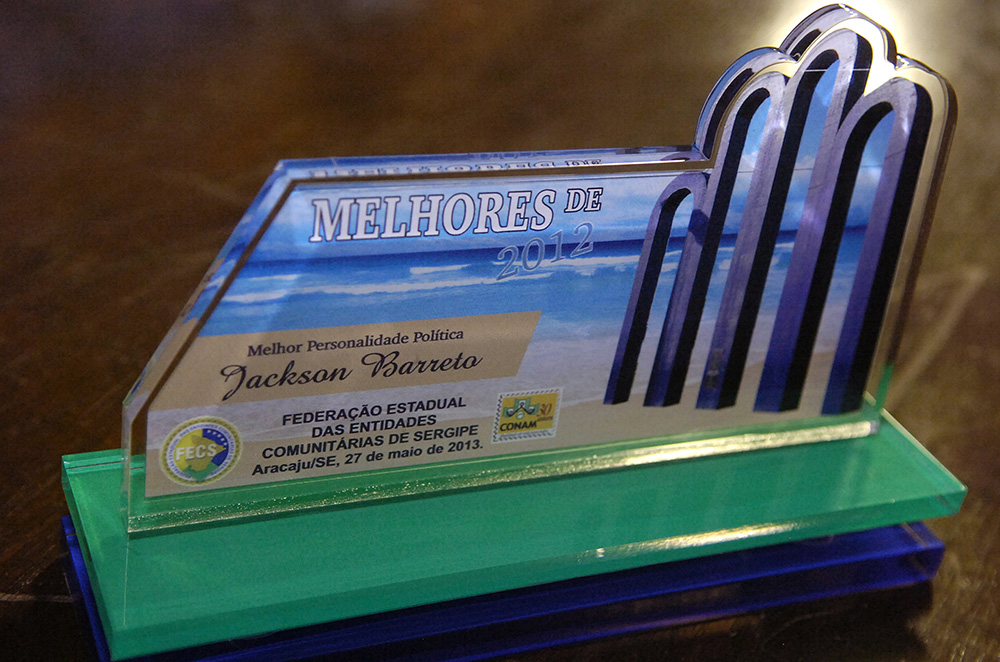 MELHORES DE
2012
Melhor Personalidade Política
Jackson Barreto
FEDERAÇÃO ESTADUAL
DAS ENTIDADES
COMUNITÁRIAS DE SERGIPE
Aracaju/SE, 27 de maio de 2013.
FECS
30
CONAM